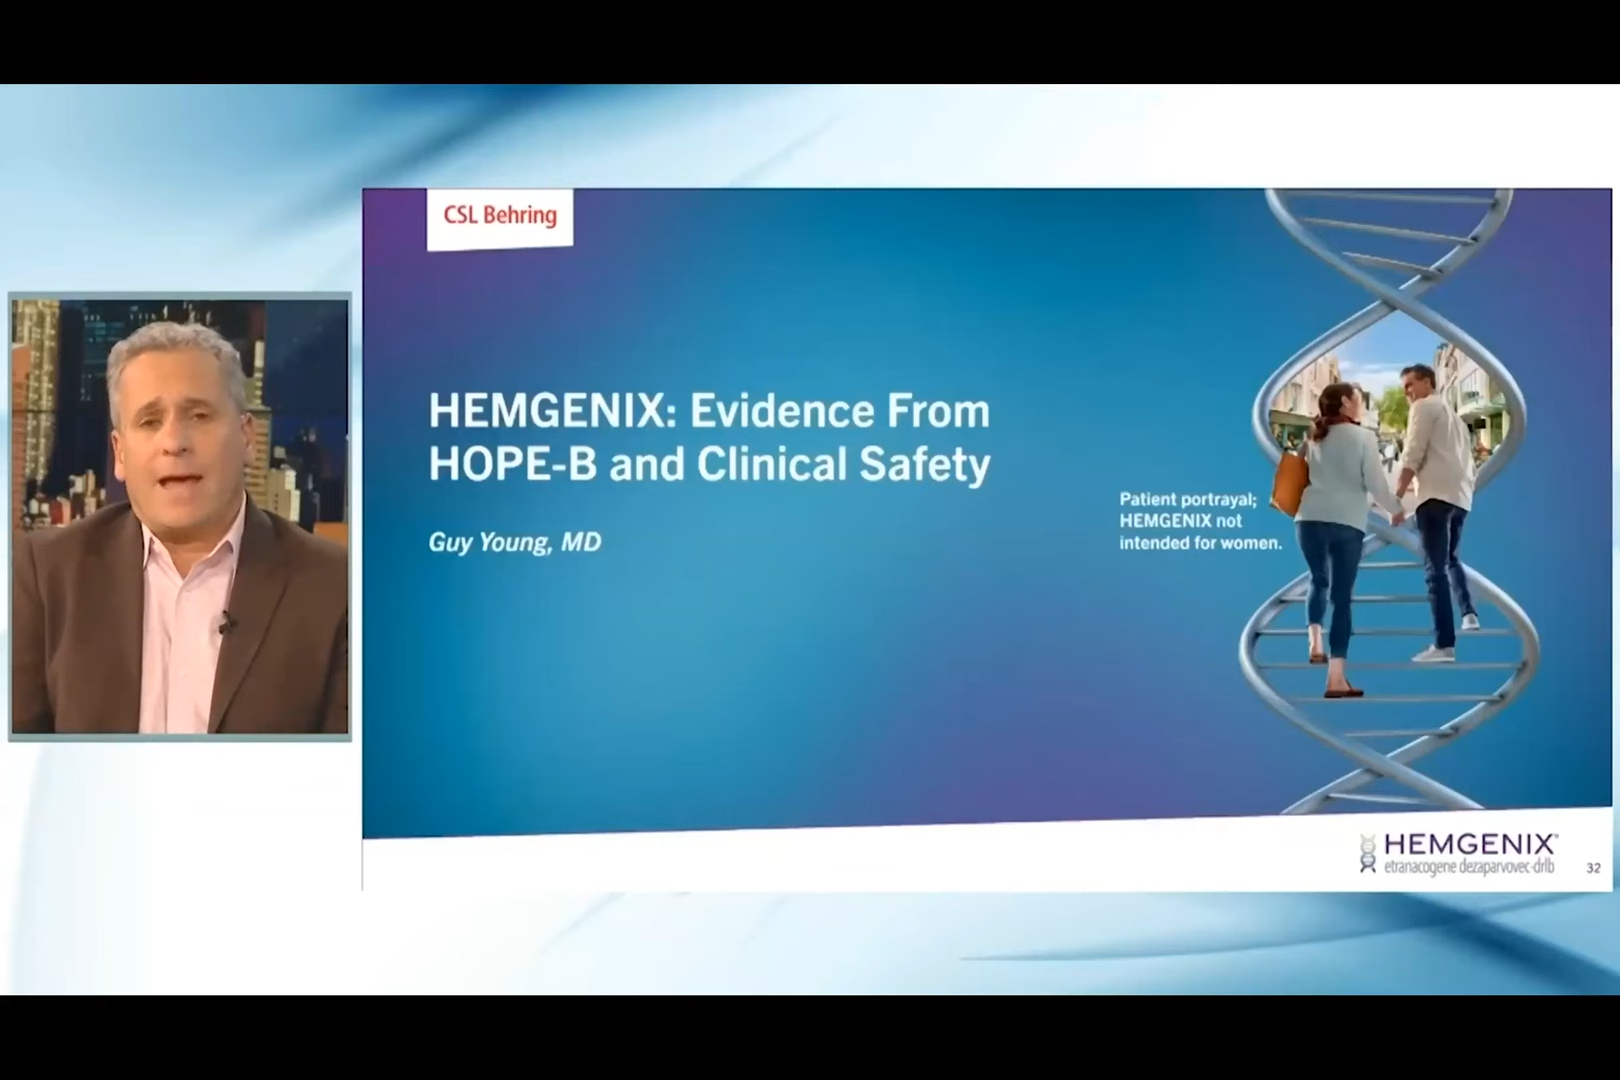 CSL Behring
HEMGENIX: Evidence From
HOPE-B and Clinical Safety
Guy Young, MD
Patient portrayal;
HEMGENIX not
intended for women.
HEMGENIX®
etranacogene dezaparvovec-drlb
32